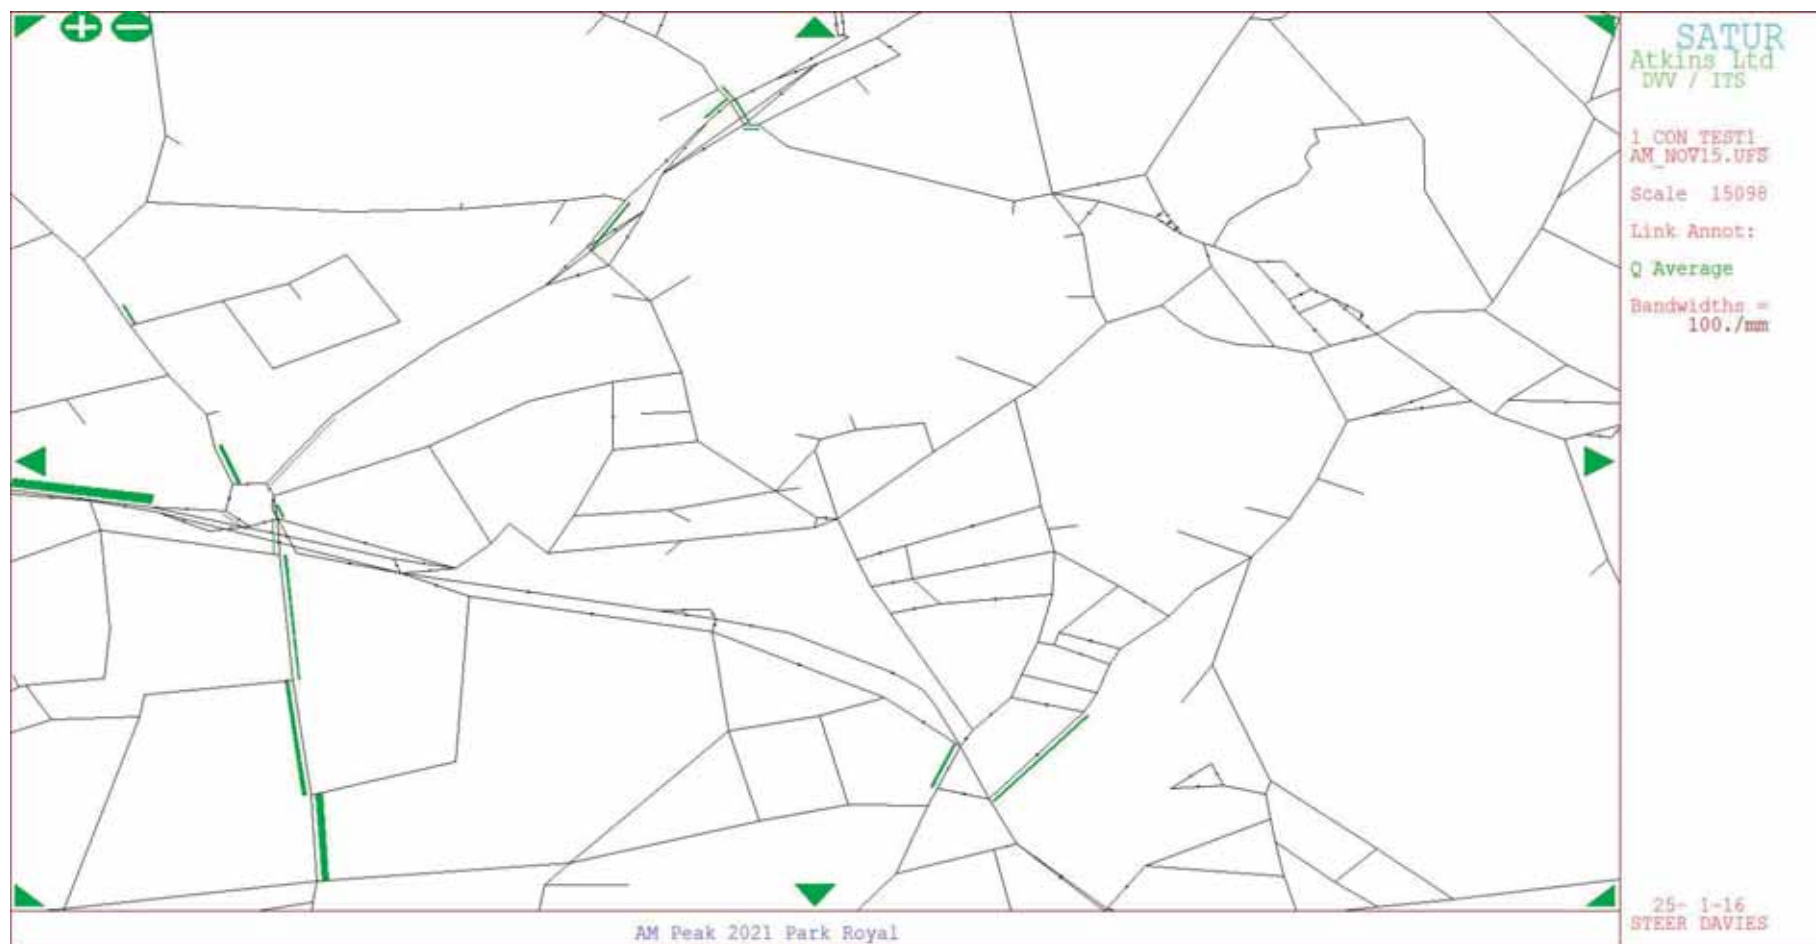 SATUR
Atkins Ltd
DVV / ITS
1 CON TEST1
AM_NOV15.UFS
Scale 15098
Link Annot:
Q Average
Bandwidths =
100./mm
25- 1-16
STEER DAVIES
AM Peak 2021 Park Royal